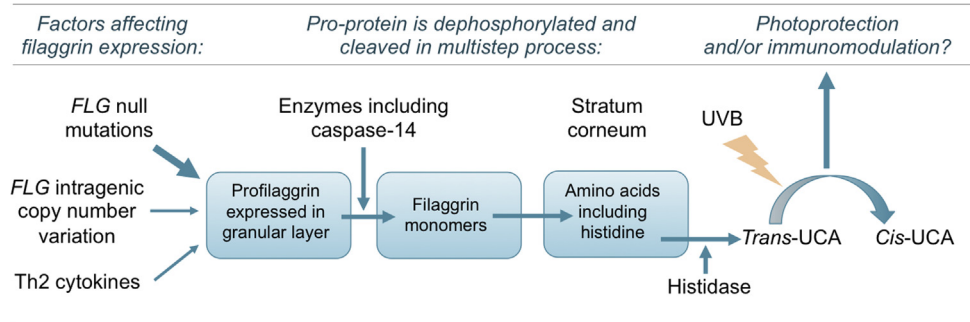 Factors affecting
filaggrin expression:
Pro-protein is dephosphorylated and
cleaved in multistep process:
Photoprotection
and/or immunomodulation?
FLG null
mutations
FLG intragenic
copy number
variation
Th2 cytokines
Enzymes including
caspase-14
Stratum
corneum
UVB
Profilaggrin
expressed in
granular layer
Filaggrin
monomers
Amino acids
including
histidine
Trans-UCA
Cis-UCA
Histidase